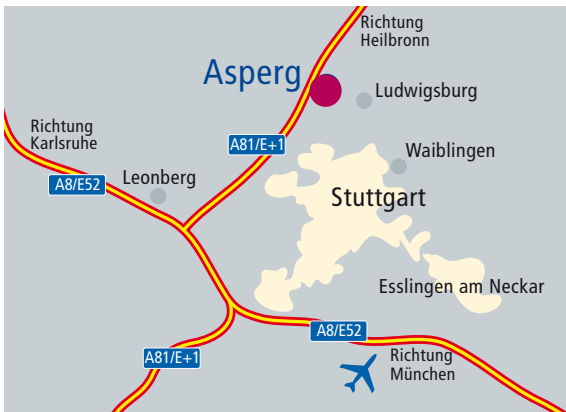 Richtung
Heilbronn
Asperg
Ludwigsburg
Richtung
Karlsruhe
A81/E+1
Waiblingen
Leonberg
A8/E52
Stuttgart
Esslingen am Neckar
A8/E52
A81/E+1
Richtung
München